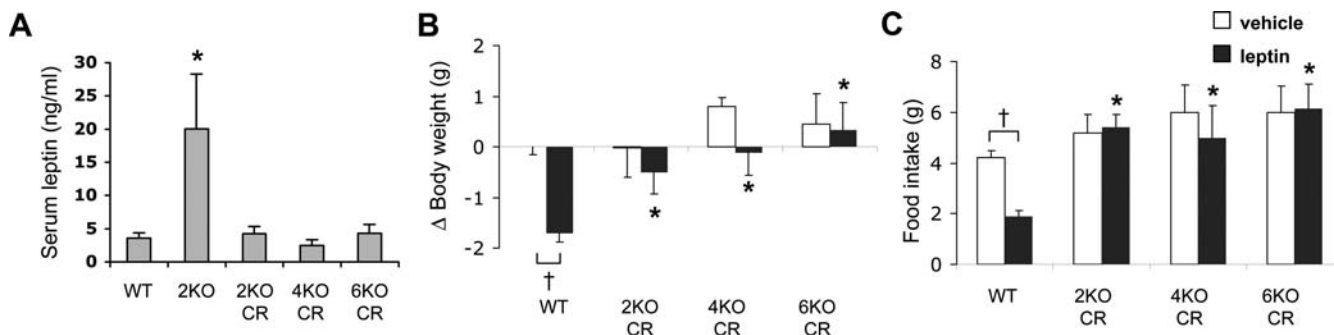 A
Serum leptin (ng/ml)
30
25
20
15
10
5
0
*
WT 2KO 2KO 4KO 6KO
CR CR CR
B
Δ Body weight (g)
2
1
0
-1
-2
†
*
*
*
WT 2KO 4KO 6KO
CR CR CR
C
vehicle
leptin
Food intake (g)
8
6
4
2
0
†
*
*
*
WT 2KO 4KO 6KO
CR CR CR